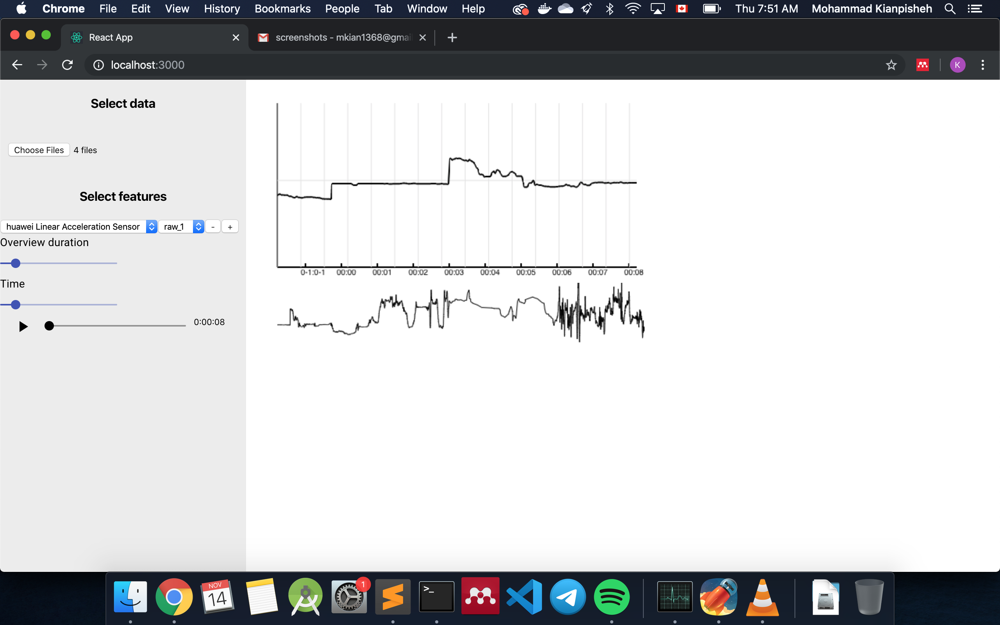 Chrome File Edit View History Bookmarks People Tab Window Help Thu 7:51 AM Mohammad Kianpisheh
React App screenshots - mkian1368@gmail
localhost:3000
K
Select data
Choose Files 4 files
Select features
huawei Linear Acceleration Sensor raw_1 - +
Overview duration
Time
0:00:08
0-1:0-1 00:00 00:01 00:02 00:03 00:04 00:05 00:06 00:07 00:08
NOV
14
1
>_